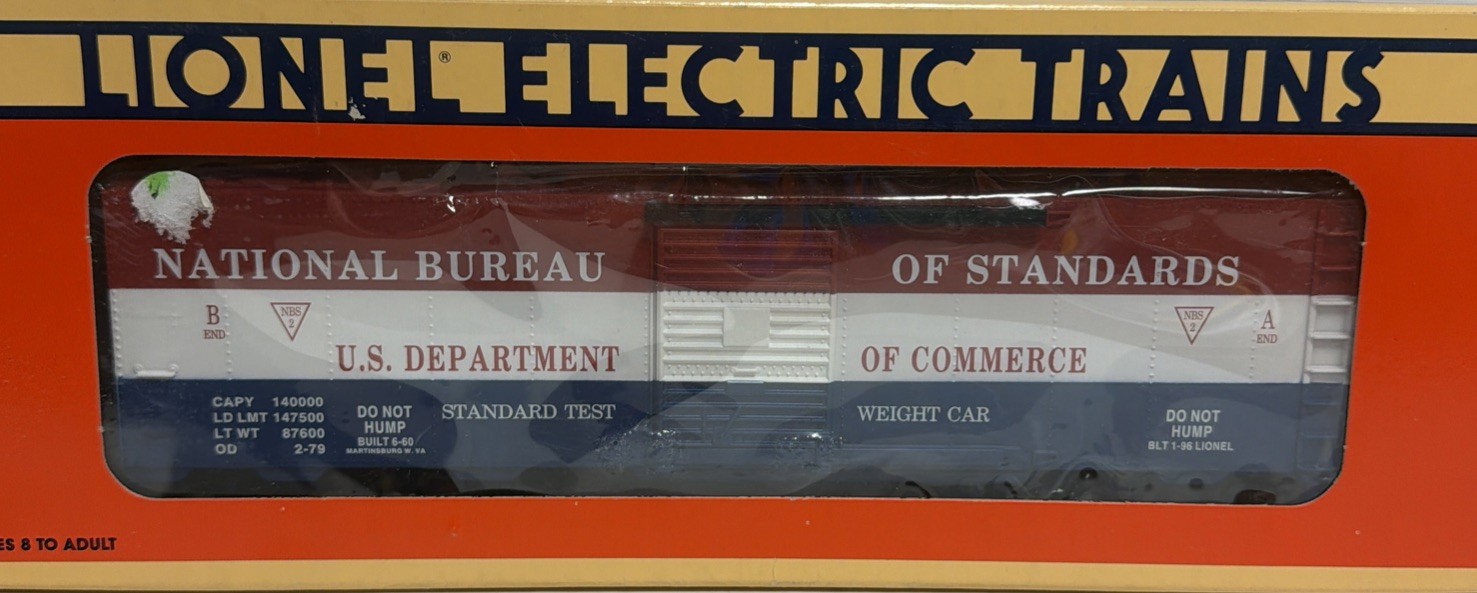 LIONEL® ELECTRIC TRAINS
NATIONAL BUREAU OF STANDARDS
B
END
NBS
2
NBS
2
A
END
U.S. DEPARTMENT OF COMMERCE
CAPY 140000
LD LMT 147500
LT WT 87600
OD 2-79
DO NOT
HUMP
BUILT 6-60
MARTINSBURG W. VA
STANDARD TEST WEIGHT CAR
DO NOT
HUMP
BLT 1-96 LIONEL
8 TO ADULT